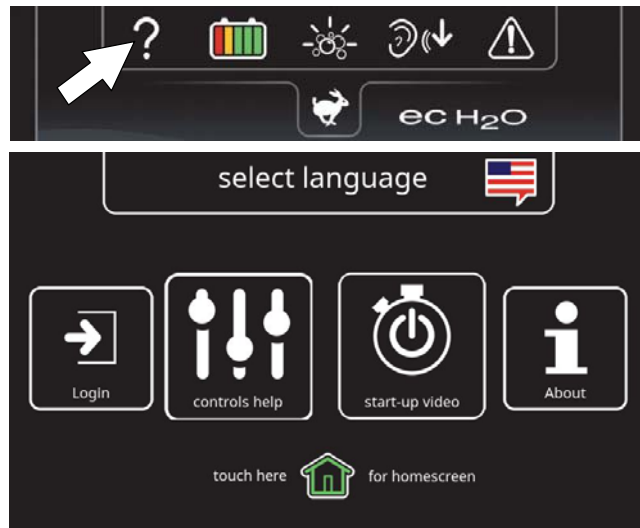 ?
ec H₂O
select language
Login
controls help
start-up video
About
touch here for homescreen